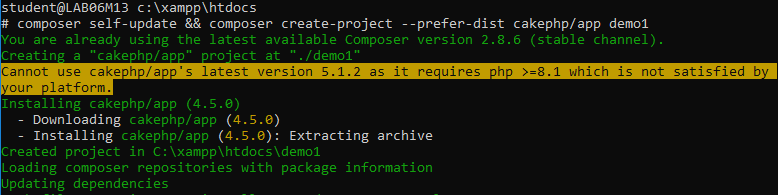 student@LAB06M13 c:\xampp\htdocs
# composer self-update && composer create-project --prefer-dist cakephp/app demo1
You are already using the latest available Composer version 2.8.6 (stable channel).
Creating a "cakephp/app" project at "./demo1"
Cannot use cakephp/app's latest version 5.1.2 as it requires php >=8.1 which is not satisfied by
your platform.
Installing cakephp/app (4.5.0)
- Downloading cakephp/app (4.5.0)
- Installing cakephp/app (4.5.0): Extracting archive
Created project in C:\xampp\htdocs\demo1
Loading composer repositories with package information
Updating dependencies